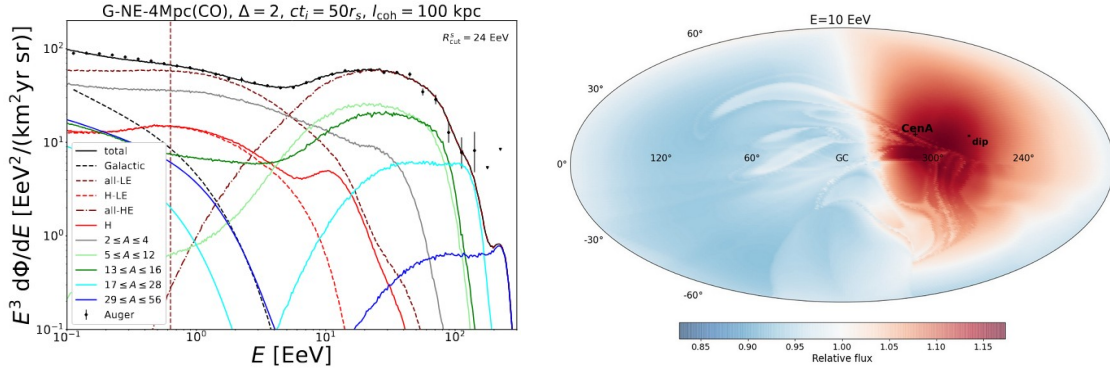 G-NE-4Mpc(CO), Δ = 2, ct_i = 50r_s, l_coh = 100 kpc
R^s_cut = 24 EeV
E^3 dΦ/dE [EeV^2/(km^2yr sr)]
10^2
10^1
10^0
10^-1
total
Galactic
all-LE
H-LE
all-HE
H
2 ≤ A ≤ 4
5 ≤ A ≤ 12
13 ≤ A ≤ 16
17 ≤ A ≤ 28
29 ≤ A ≤ 56
Auger
10^-1 10^0 10^1 10^2
E [EeV]
E=10 EeV
60°
30°
0°
-30°
-60°
120° 60° GC 300° 240°
CenA
dip
0.85 0.90 0.95 1.00 1.05 1.10 1.15
Relative flux